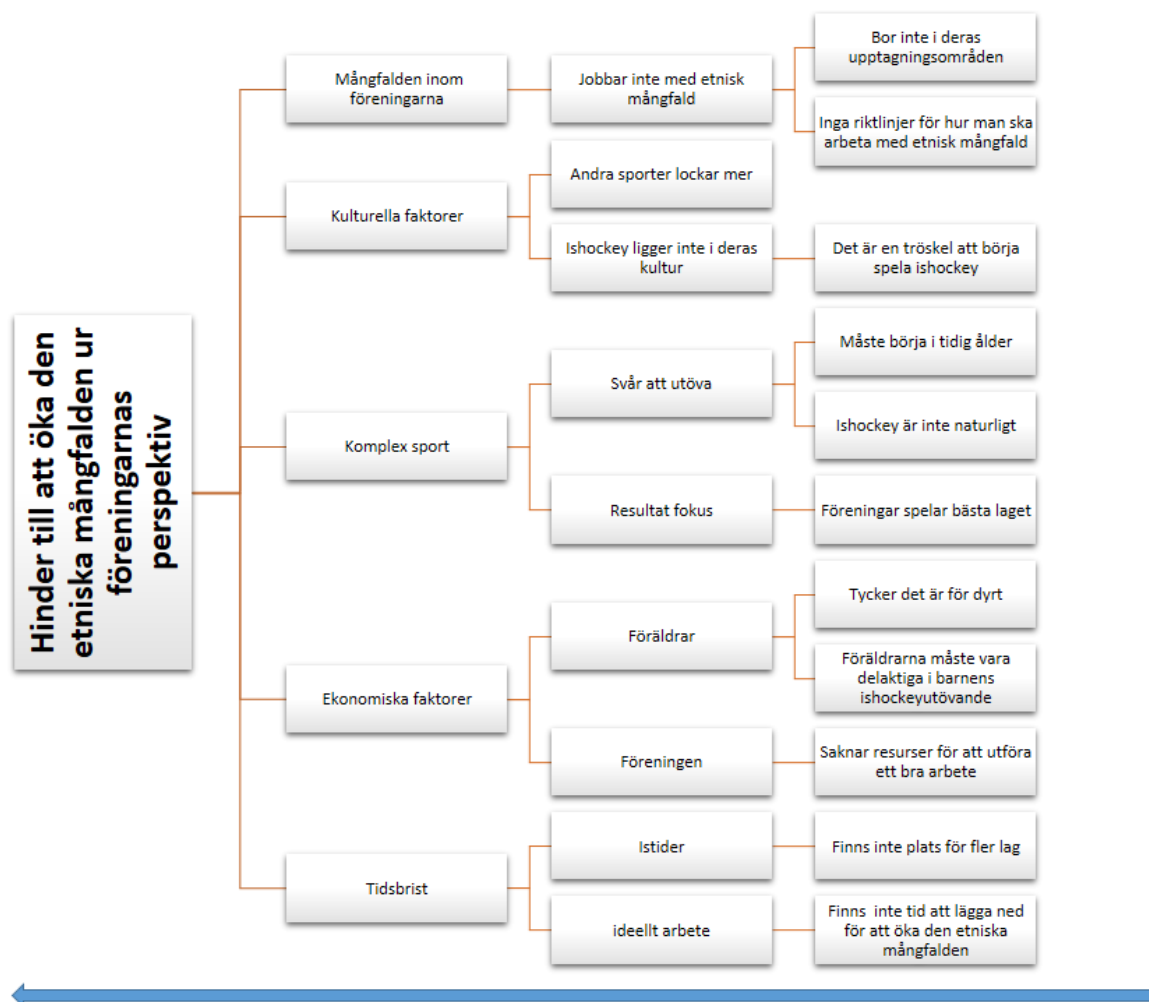 Hinder till att öka den
etniska mångfalden ur
föreningarnas
perspektiv
Mångfalden inom
föreningarna
Jobbar inte med etnisk
mångfald
Bor inte i deras
upptagningsområden
Inga riktlinjer för hur man ska
arbeta med etnisk mångfald
Kulturella faktorer
Andra sporter lockar mer
Ishockey ligger inte i deras
kultur
Det är en tröskel att börja
spela ishockey
Komplex sport
Svår att utöva
Måste börja i tidig ålder
Ishockey är inte naturligt
Resultat fokus
Föreningar spelar bästa laget
Ekonomiska faktorer
Föräldrar
Tycker det är för dyrt
Föräldrarna måste vara
delaktiga i barnens
ishockeyutövande
Föreningen
Saknar resurser för att utföra
ett bra arbete
Tidsbrist
Istider
Finns inte plats för fler lag
ideellt arbete
Finns  inte tid att lägga ned
för att öka den etniska
mångfalden